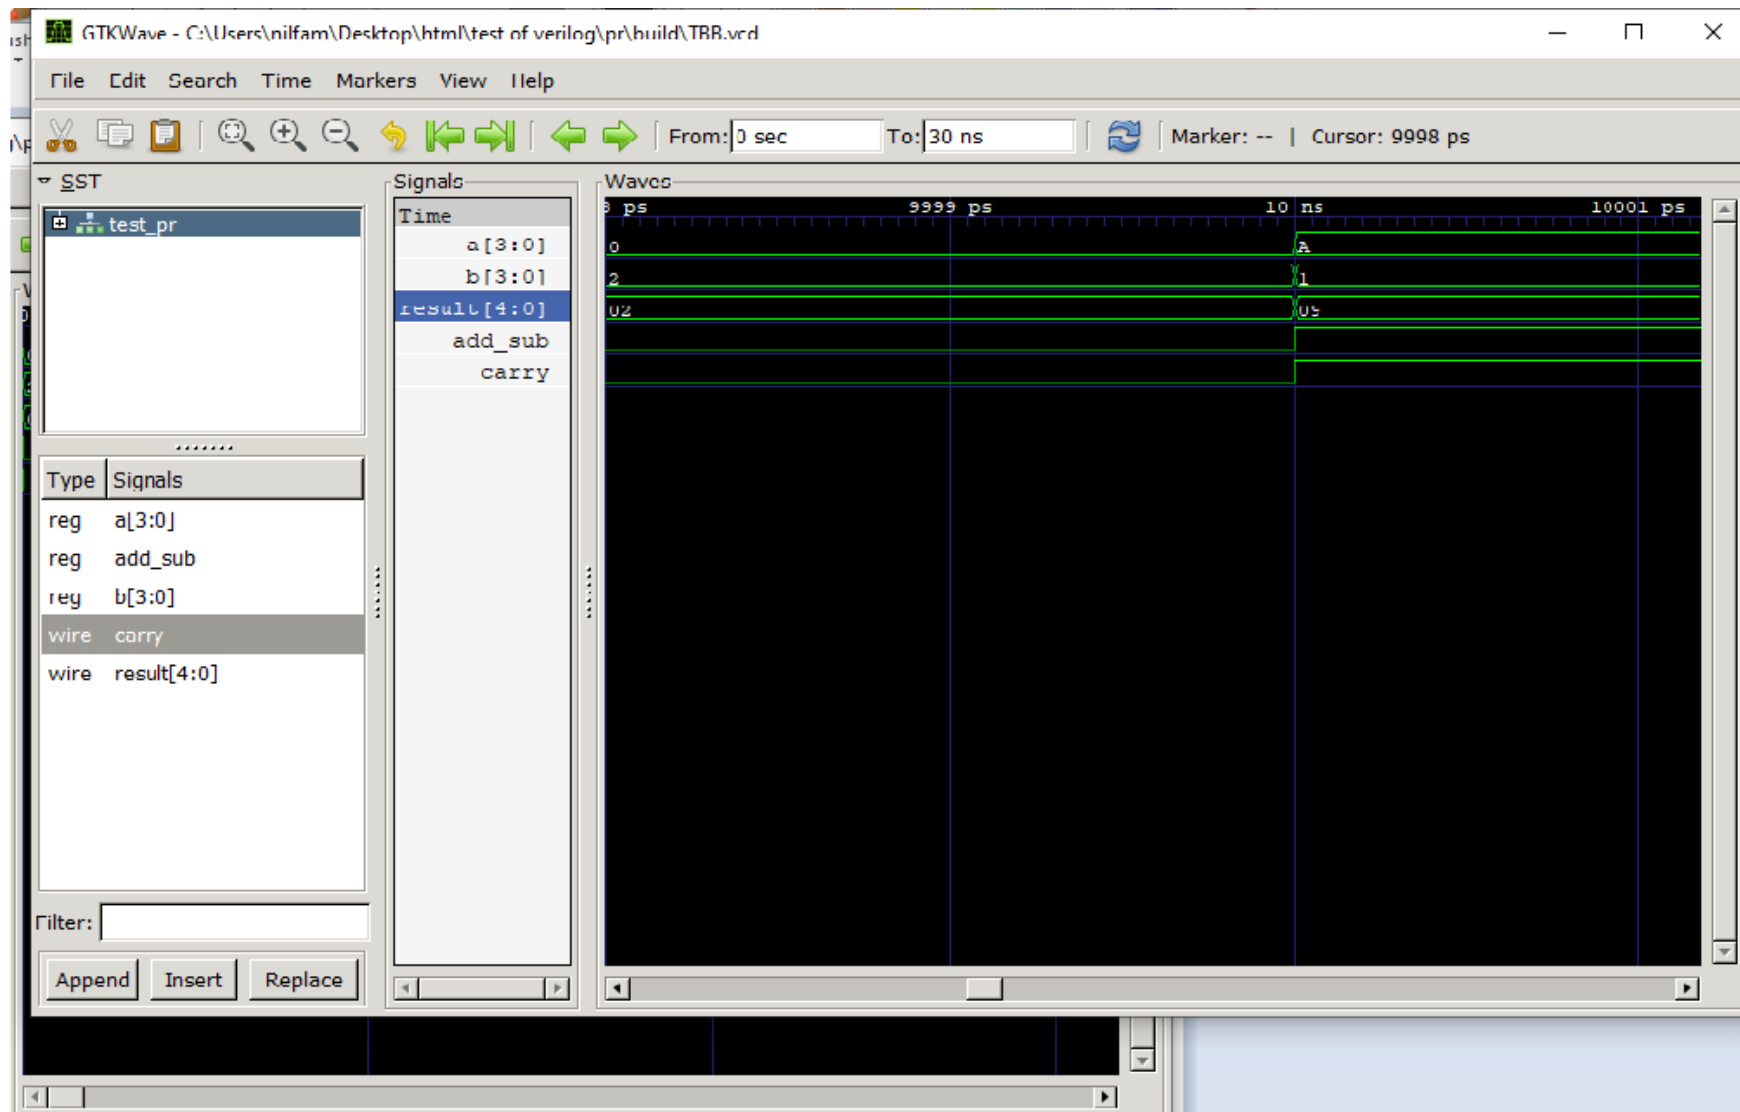 GTKWave - C:\Users\nilfam\Desktop\html\test of verilog\pr\build\TBB.vcd
File Edit Search Time Markers View Help
From: 0 sec To: 30 ns Marker: -- | Cursor: 9998 ps
SST
test_pr
Type Signals
reg a[3:0]
reg add_sub
reg b[3:0]
wire carry
wire result[4:0]
Filter:
Append Insert Replace
Signals
Time
a[3:0]
b[3:0]
result[4:0]
add_sub
carry
Waves
ps 9999 ps 10 ns 10001 ps
0 A
2 1
02 09